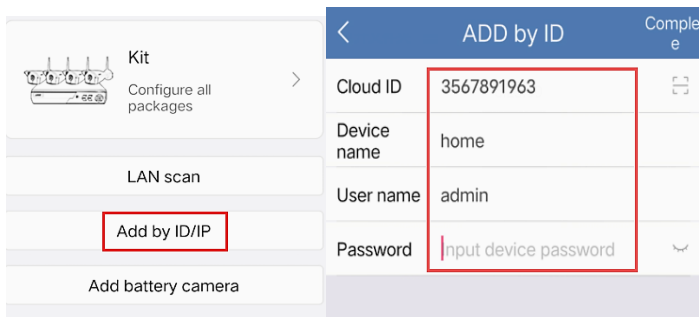 Kit
Configure all
packages
LAN scan
Add by ID/IP
Add battery camera
ADD by ID
Comple
e
Cloud ID 3567891963
Device
name
home
User name admin
Password Input device password